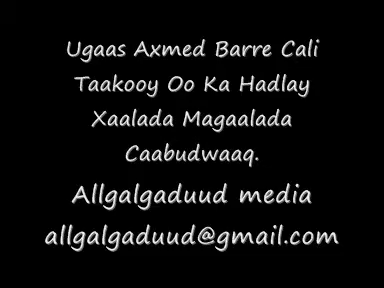 Ugaas Axmed Barre Cali
Taakooy Oo Ka Hadlay
Xaalada Magaalada
Caabudwaaq.
Allgalgaduud media
allgalgaduud@gmail.com